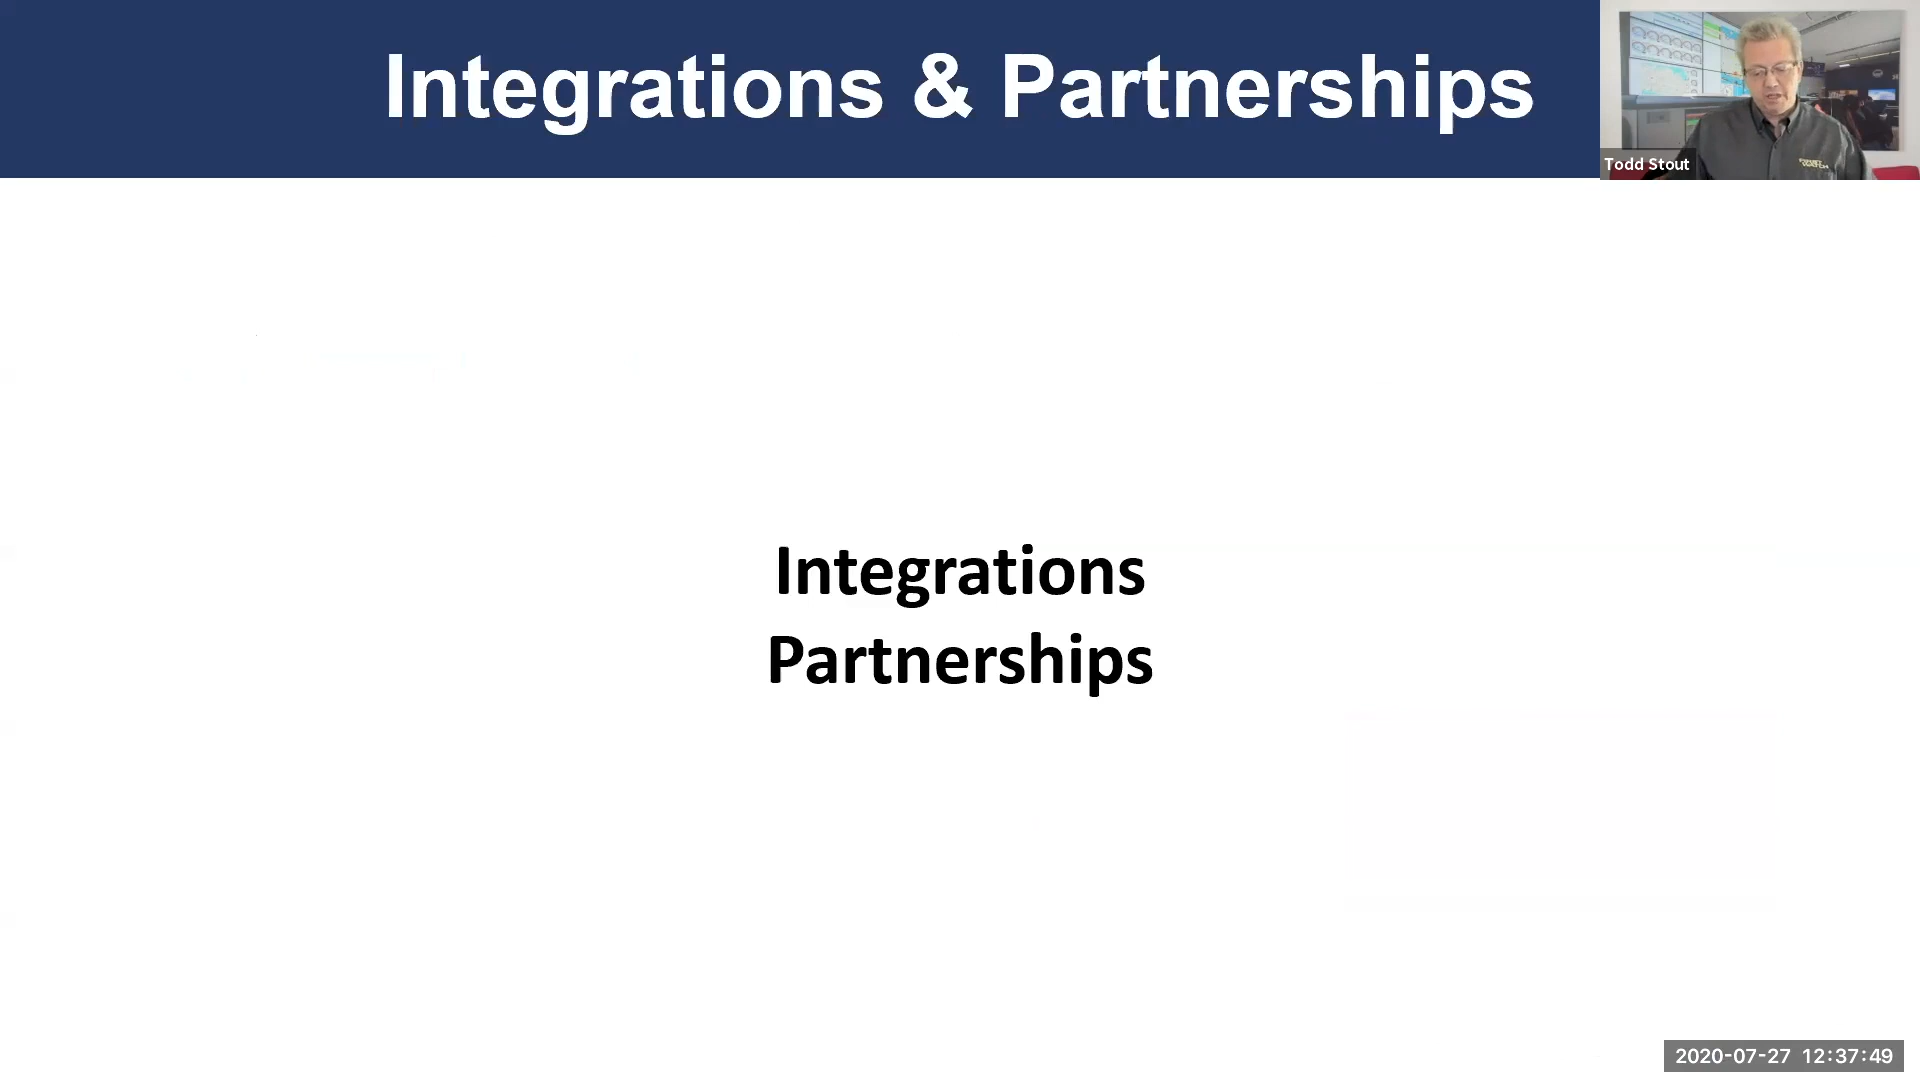 Integrations & Partnerships
Todd Stout
Integrations
Partnerships
2020-07-27 12:37:49